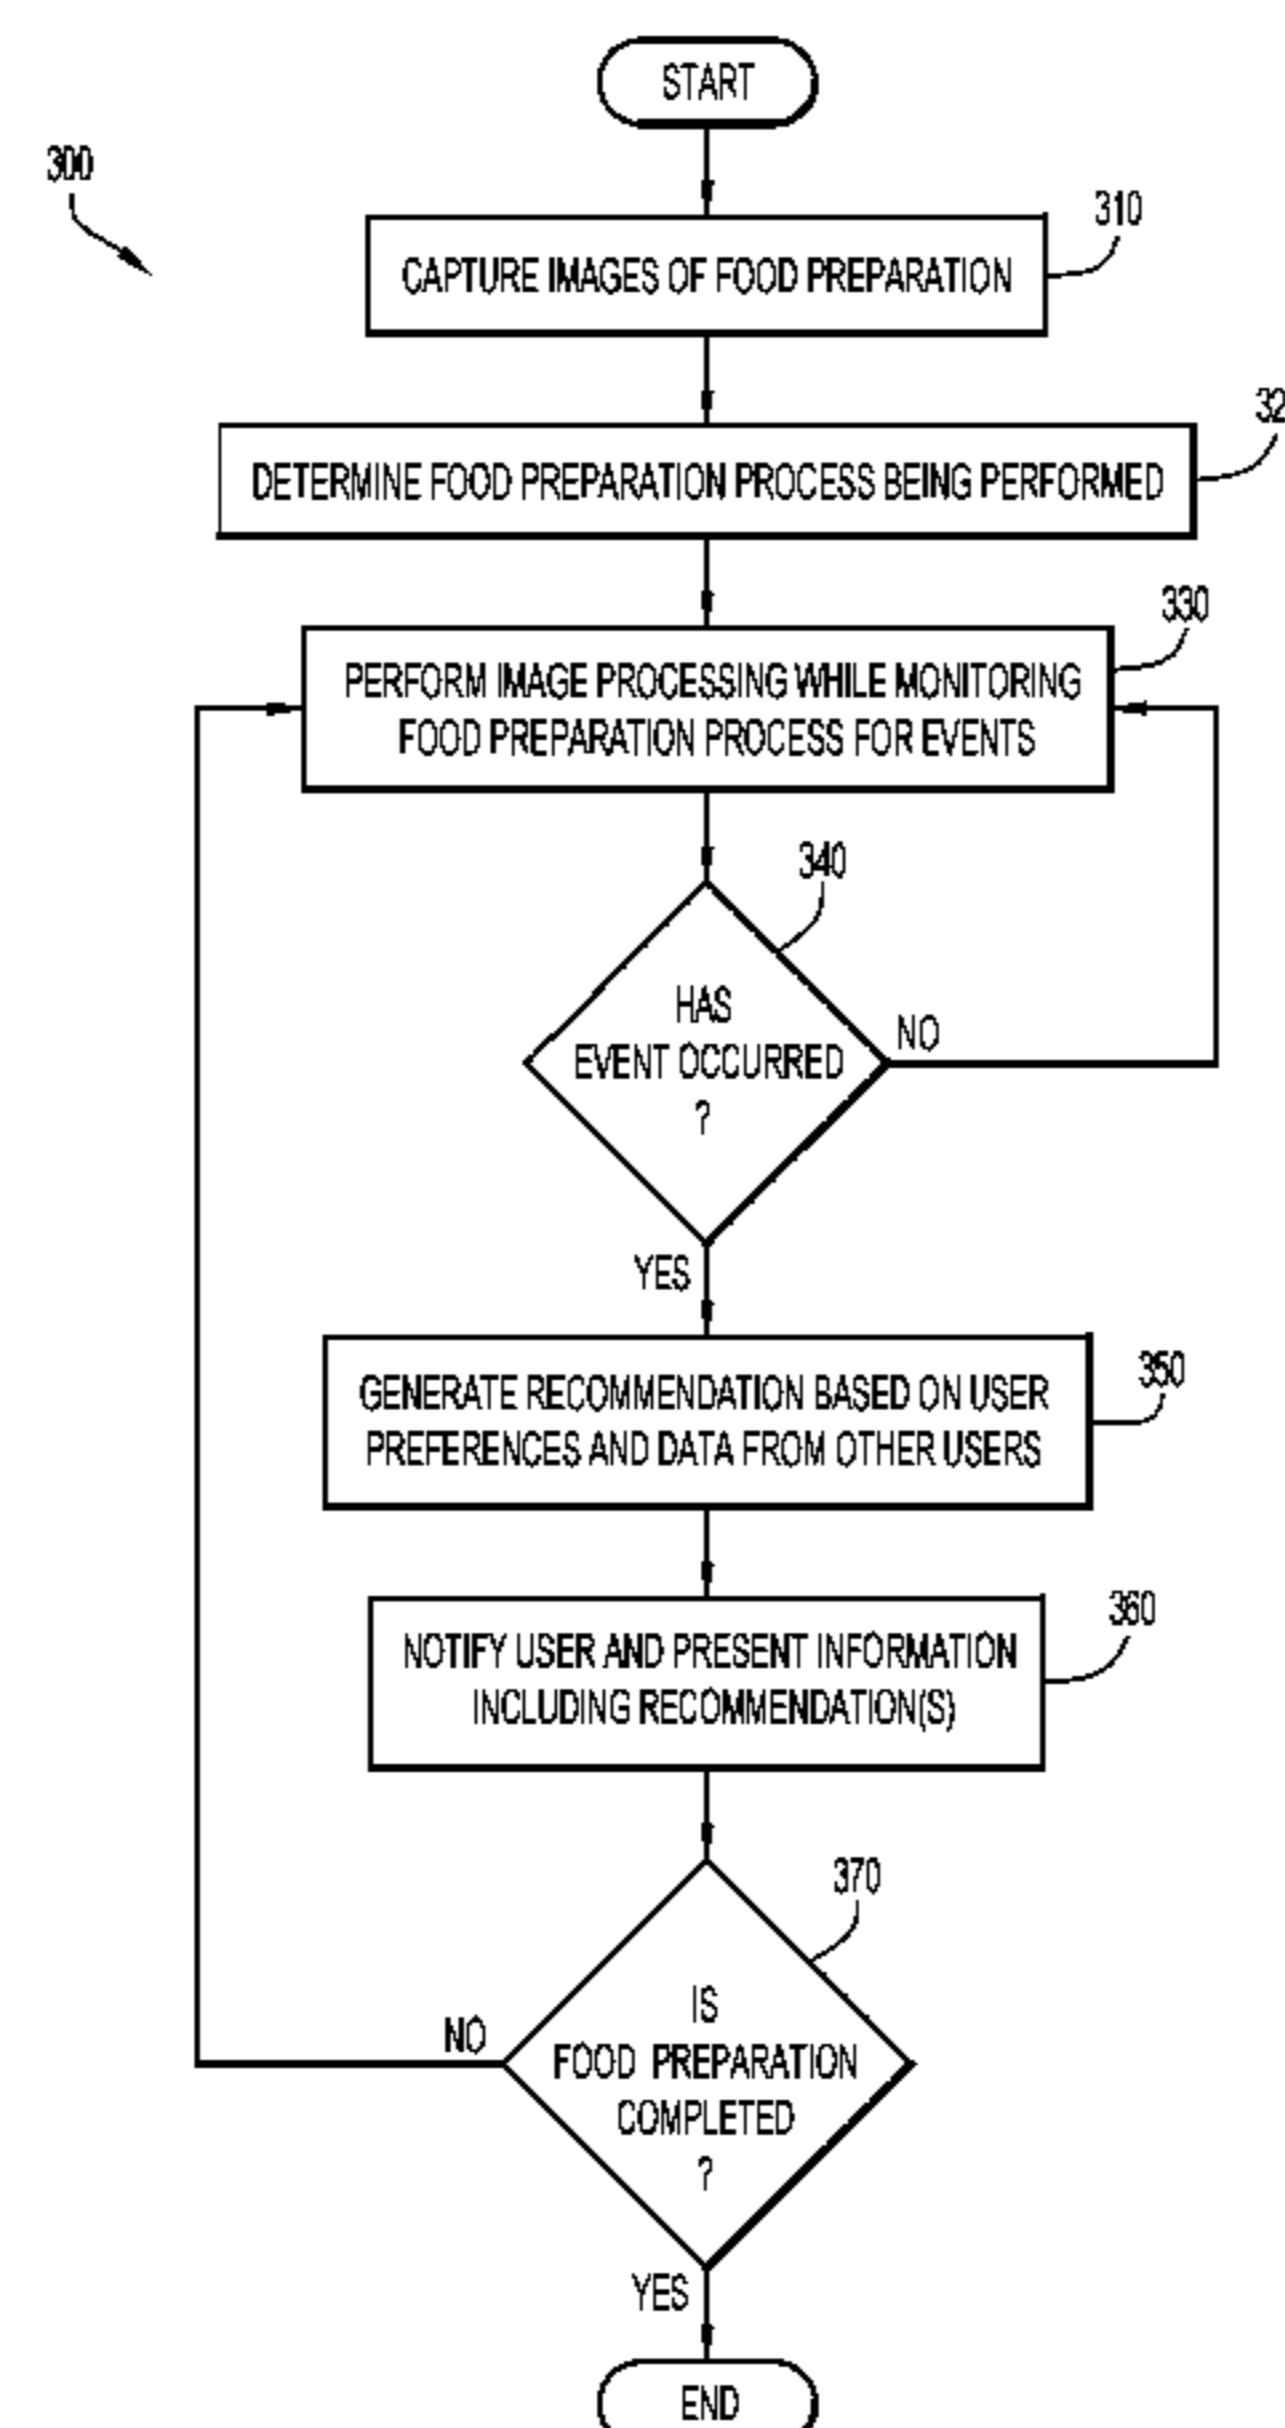 START
300
310
CAPTURE IMAGES OF FOOD PREPARATION
32
DETERMINE FOOD PREPARATION PROCESS BEING PERFORMED
330
PERFORM IMAGE PROCESSING WHILE MONITORING
FOOD PREPARATION PROCESS FOR EVENTS
340
HAS
EVENT OCCURRED
?
NO
YES
350
GENERATE RECOMMENDATION BASED ON USER
PREFERENCES AND DATA FROM OTHER USERS
360
NOTIFY USER AND PRESENT INFORMATION
INCLUDING RECOMMENDATION(S)
370
IS
FOOD PREPARATION
COMPLETED
?
NO
YES
END